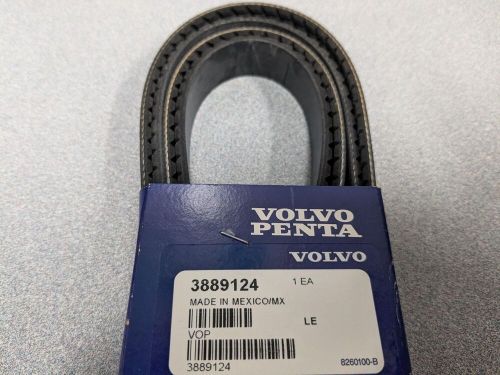 VOLVO
PENTA
VOLVO
3889124 1 EA
MADE IN MEXICO/MX
LE
VOP
3889124 8260100-B